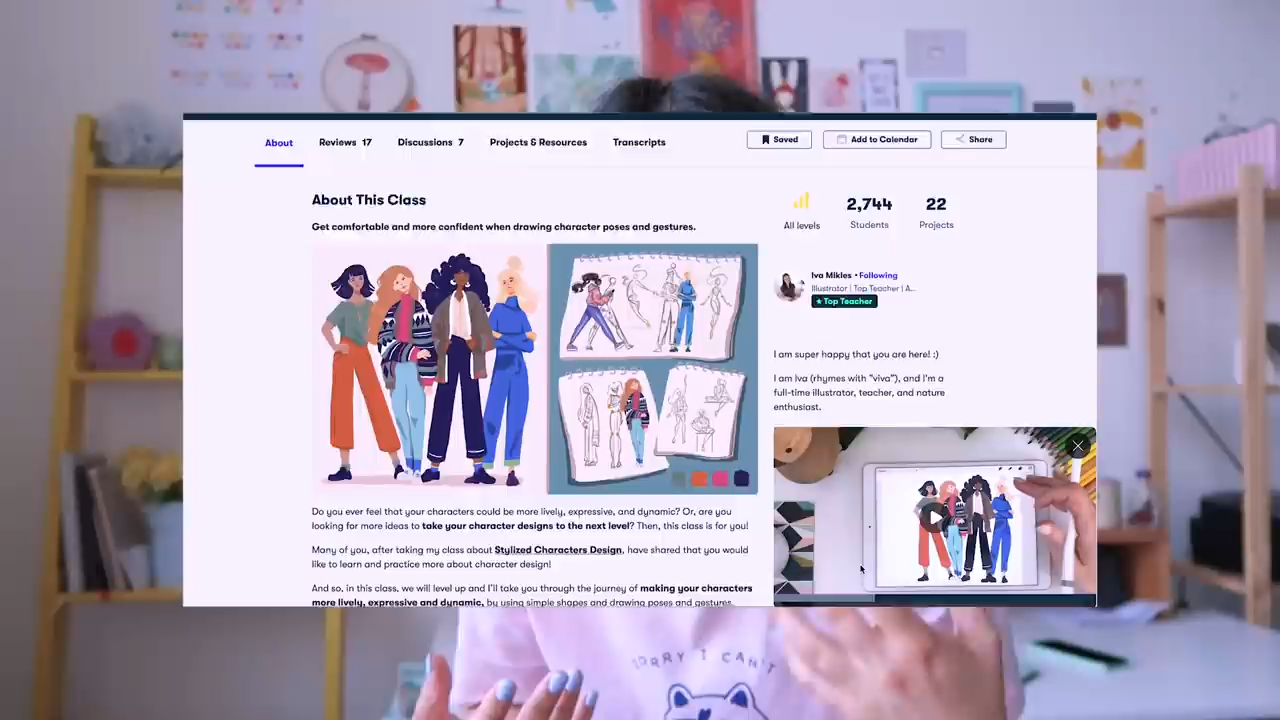 About
Reviews 17
Discussions 7
Projects & Resources
Transcripts
Saved
Add to Calendar
Share
About This Class
Get comfortable and more confident when drawing character poses and gestures.
Do you ever feel that your characters could be more lively, expressive, and dynamic? Or, are you
looking for more ideas to take your character designs to the next level? Then, this class is for you!
Many of you, after taking my class about Stylized Characters Design, have shared that you would
like to learn and practice more about character design!
And so, in this class, we will level up and I'll take you through the journey of making your characters
more lively, expressive and dynamic, by using simple shapes and drawing poses and gestures.
All levels
2,744
Students
22
Projects
Iva Mikles • Following
Illustrator | Top Teacher | A...
★ Top Teacher
I am super happy that you are here! :)
I am Iva (rhymes with "viva"), and I'm a
full-time illustrator, teacher, and nature
enthusiast.
SORRY I CAN'T